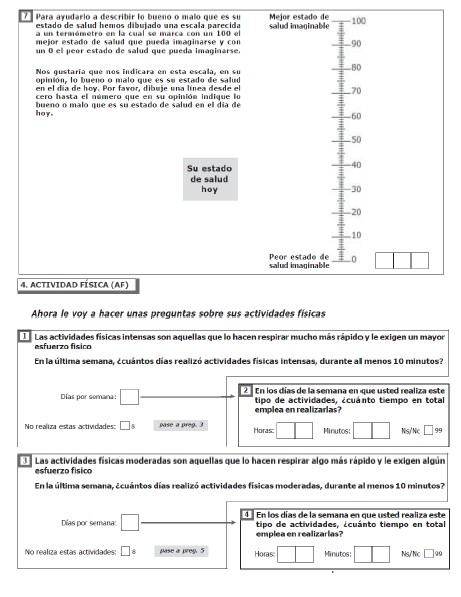 7 Para ayudarlo a describir lo bueno o malo que es su
estado de salud hemos dibujado una escala parecida
a un termómetro en la cual se marca con un 100 el
mejor estado de salud que pueda imaginarse y con
un 0 el peor estado de salud que pueda imaginarse.
Nos gustaría que nos indicara en esta escala, en su
opinión, lo bueno o malo que es su estado de salud
en el día de hoy. Por favor, dibuje una línea desde el
cero hasta el número que en su opinión indique lo
bueno o malo que es su estado de salud en el día de
hoy.
Su estado
de salud
hoy
Mejor estado de
salud imaginable
100
90
80
70
60
50
40
30
20
10
0
Peor estado de
salud imaginable
4. ACTIVIDAD FÍSICA (AF)
Ahora le voy a hacer unas preguntas sobre sus actividades físicas
1 Las actividades físicas intensas son aquellas que lo hacen respirar mucho más rápido y le exigen un mayor
esfuerzo físico
En la última semana, ¿cuántos días realizó actividades físicas intensas, durante al menos 10 minutos?
Días por semana:
No realiza estas actividades: 8 pase a preg. 3
2 En los días de la semana en que usted realiza este
tipo de actividades, ¿cuánto tiempo en total
emplea en realizarlas?
Horas: Minutos: Ns/Nc 99
3 Las actividades físicas moderadas son aquellas que lo hacen respirar algo más rápido y le exigen algún
esfuerzo físico
En la última semana, ¿cuántos días realizó actividades físicas moderadas, durante al menos 10 minutos?
Días por semana:
No realiza estas actividades: 8 pase a preg. 5
4 En los días de la semana en que usted realiza este
tipo de actividades, ¿cuánto tiempo en total
emplea en realizarlas?
Horas: Minutos: Ns/Nc 99